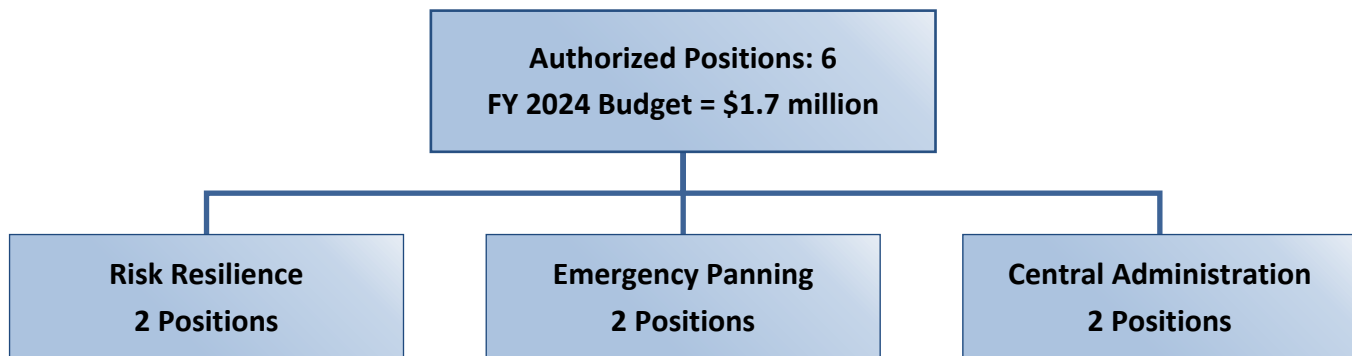 Authorized Positions: 6
FY 2024 Budget = $1.7 million
Risk Resilience
2 Positions
Emergency Panning
2 Positions
Central Administration
2 Positions